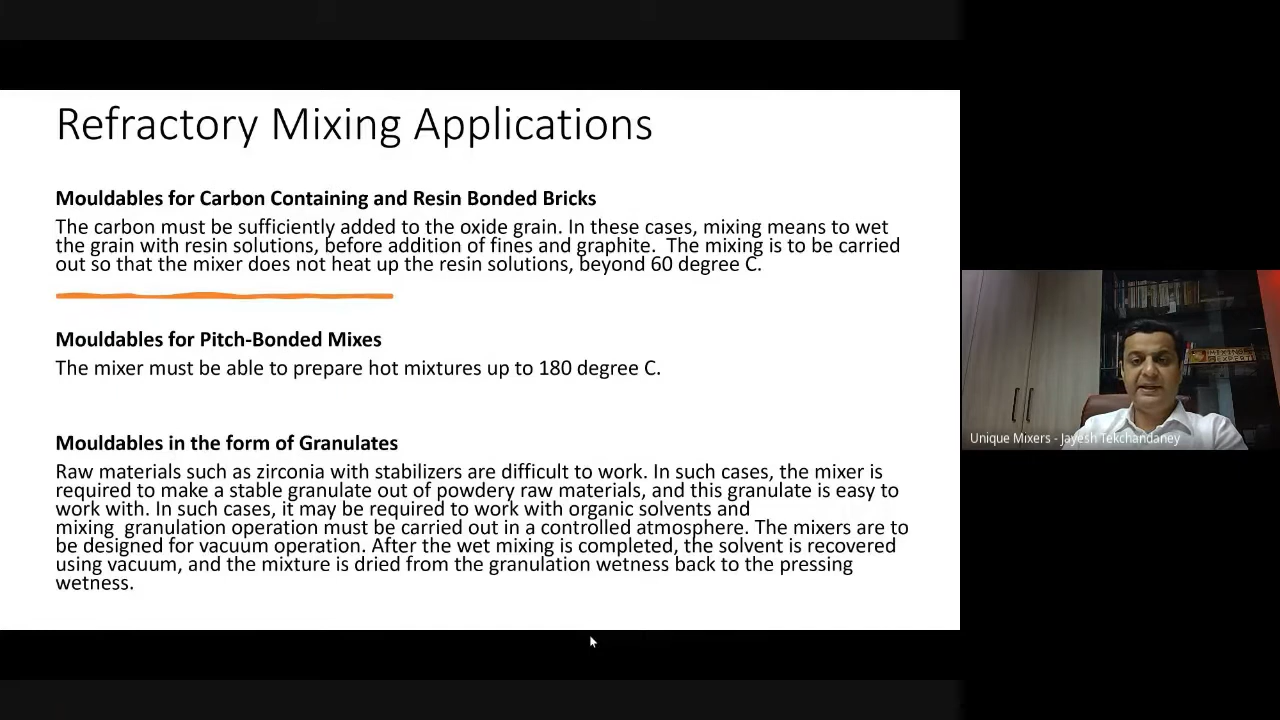 Refractory Mixing Applications
Mouldables for Carbon Containing and Resin Bonded Bricks
The carbon must be sufficiently added to the oxide grain. In these cases, mixing means to wet
the grain with resin solutions, before addition of fines and graphite.  The mixing is to be carried
out so that the mixer does not heat up the resin solutions, beyond 60 degree C.
Mouldables for Pitch-Bonded Mixes
The mixer must be able to prepare hot mixtures up to 180 degree C.
Mouldables in the form of Granulates
Raw materials such as zirconia with stabilizers are difficult to work. In such cases, the mixer is
required to make a stable granulate out of powdery raw materials, and this granulate is easy to
work with. In such cases, it may be required to work with organic solvents and
mixing  granulation operation must be carried out in a controlled atmosphere. The mixers are to
be designed for vacuum operation. After the wet mixing is completed, the solvent is recovered
using vacuum, and the mixture is dried from the granulation wetness back to the pressing
wetness.
MIXING
EXPERT
Unique Mixers - Jayesh Tekchandaney